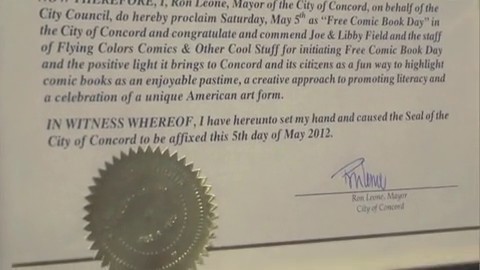 NOW THEREFORE, I, Ron Leone, Mayor of the City of Concord, on behalf of the
City Council, do hereby proclaim Saturday, May 5th as "Free Comic Book Day" in
the City of Concord and congratulate and commend Joe & Libby Field and the staff
of Flying Colors Comics & Other Cool Stuff for initiating Free Comic Book Day
and the positive light it brings to Concord and its citizens as a fun way to highlight
comic books as an enjoyable pastime, a creative approach to promoting literacy and
a celebration of a unique American art form.
IN WITNESS WHEREOF, I have hereunto set my hand and caused the Seal of the
City of Concord to be affixed this 5th day of May 2012.
Ron Leone, Mayor
City of Concord